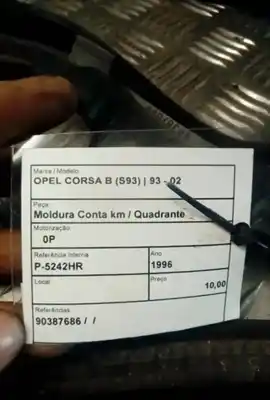 Marca / Modelo
OPEL CORSA B (S93) | 93 - 02
Peça
Moldura Conta km / Quadrante
Motorização
0P
Referência Interna
P-5242HR
Ano
1996
Local
Preço
10,00
Referências
90387686 / /